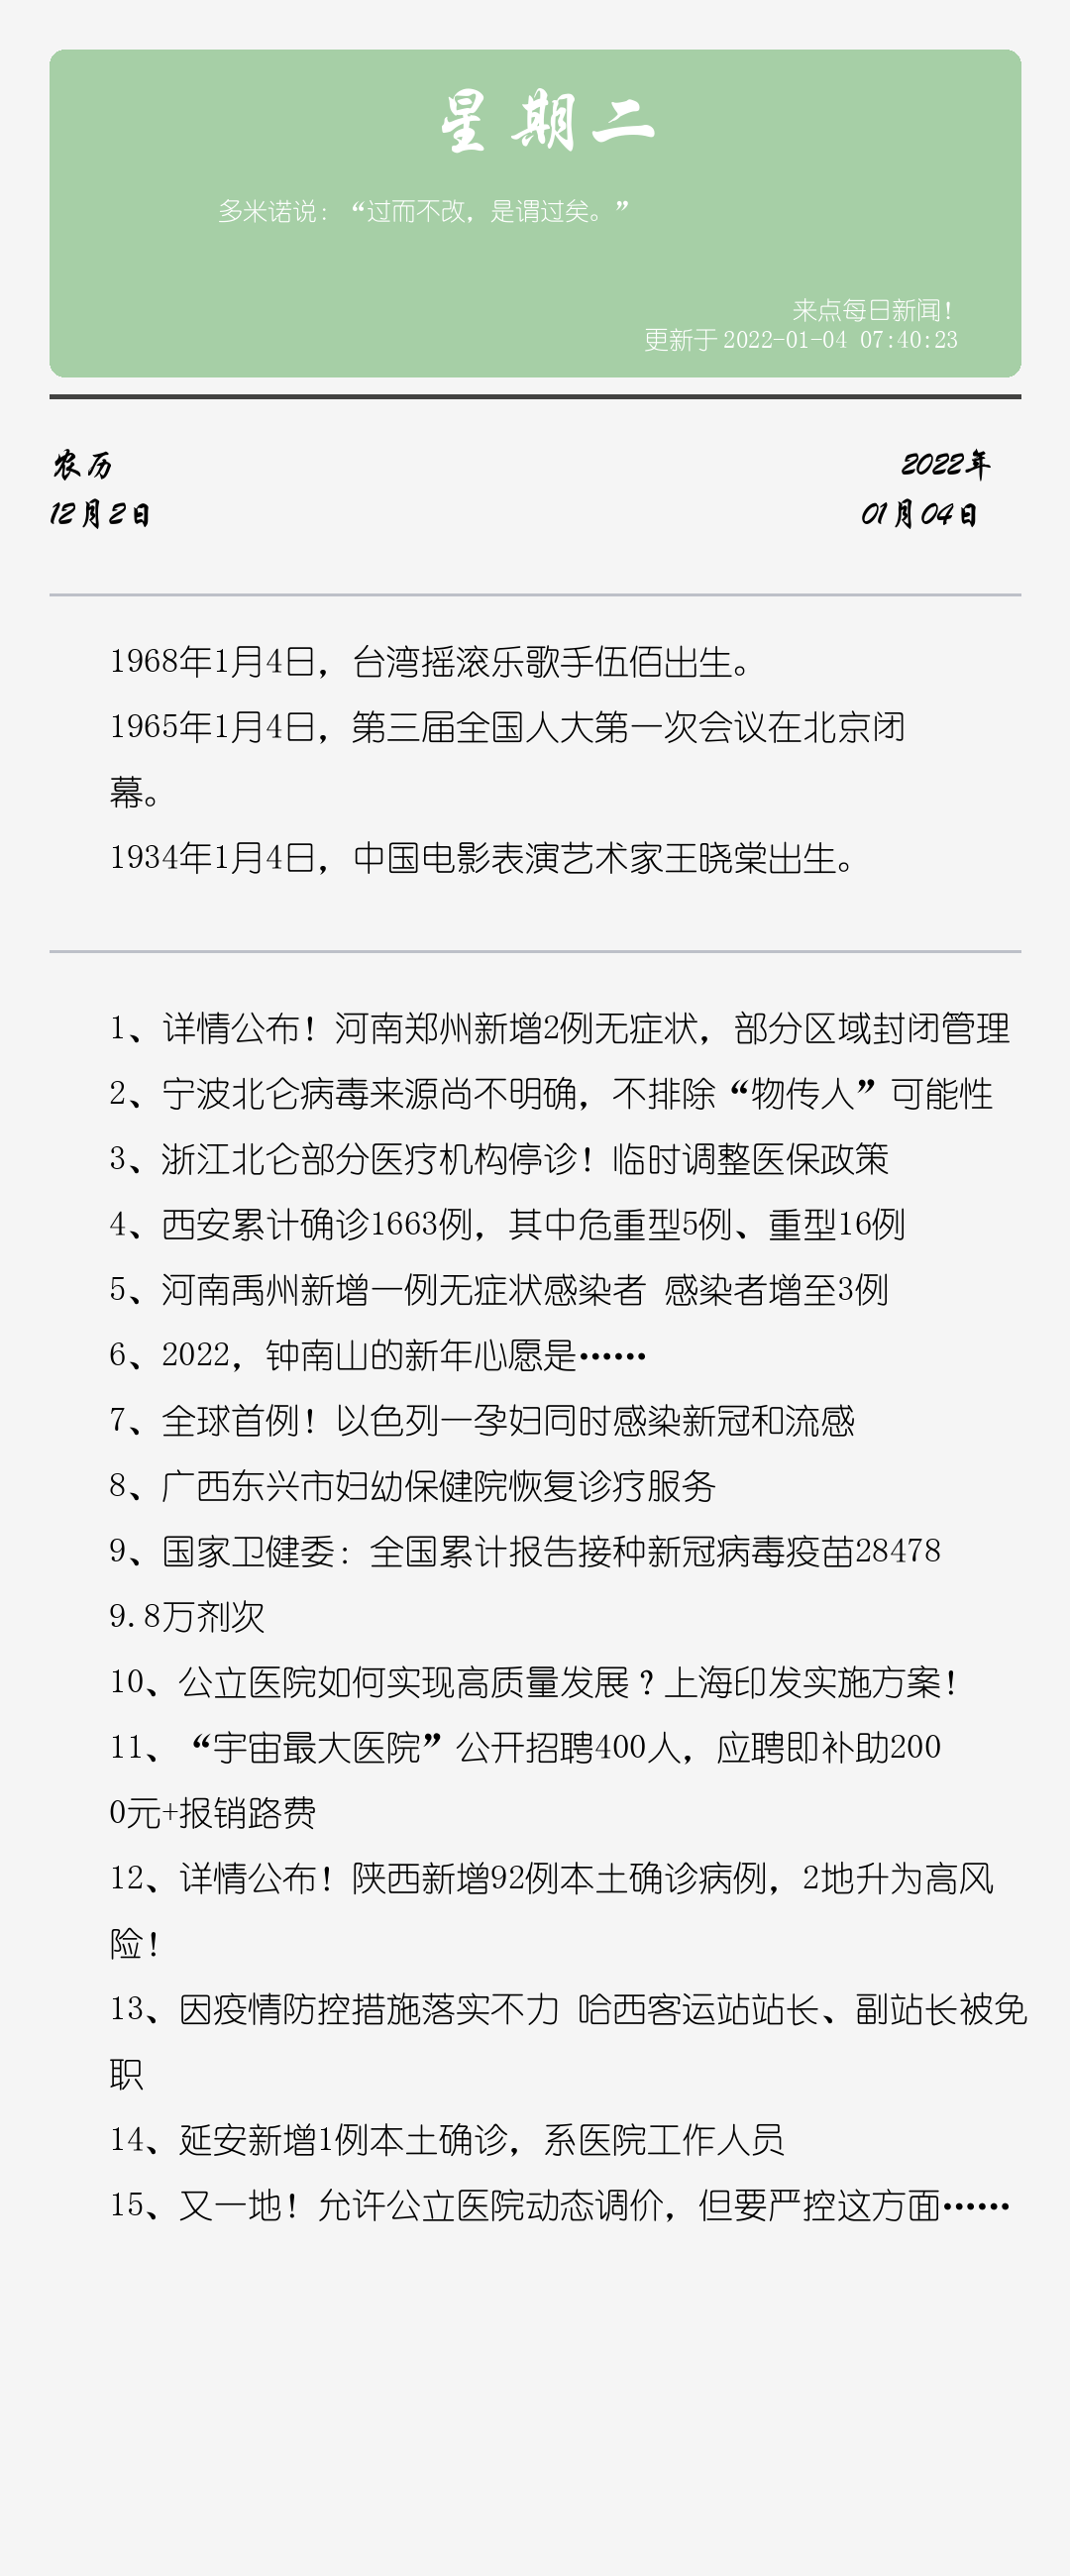 星期二
多米诺说：“过而不改，是谓过矣。”
来点每日新闻！
更新于 2022-01-04 07:40:23
农历
2022年
12月2日
01月04日
1968年1月4日，台湾摇滚乐歌手伍佰出生。
1965年1月4日，第三届全国人大第一次会议在北京闭
幕。
1934年1月4日，中国电影表演艺术家王晓棠出生。
1、详情公布！河南郑州新增2例无症状，部分区域封闭管理
2、宁波北仑病毒来源尚不明确，不排除“物传人”可能性
3、浙江北仑部分医疗机构停诊！临时调整医保政策
4、西安累计确诊1663例，其中危重型5例、重型16例
5、河南禹州新增一例无症状感染者 感染者增至3例
6、2022，钟南山的新年心愿是……
7、全球首例！以色列一孕妇同时感染新冠和流感
8、广西东兴市妇幼保健院恢复诊疗服务
9、国家卫健委：全国累计报告接种新冠病毒疫苗28478
9.8万剂次
10、公立医院如何实现高质量发展？上海印发实施方案！
11、“宇宙最大医院”公开招聘400人，应聘即补助200
0元+报销路费
12、详情公布！陕西新增92例本土确诊病例，2地升为高风
险！
13、因疫情防控措施落实不力 哈西客运站站长、副站长被免
职
14、延安新增1例本土确诊，系医院工作人员
15、又一地！允许公立医院动态调价，但要严控这方面……